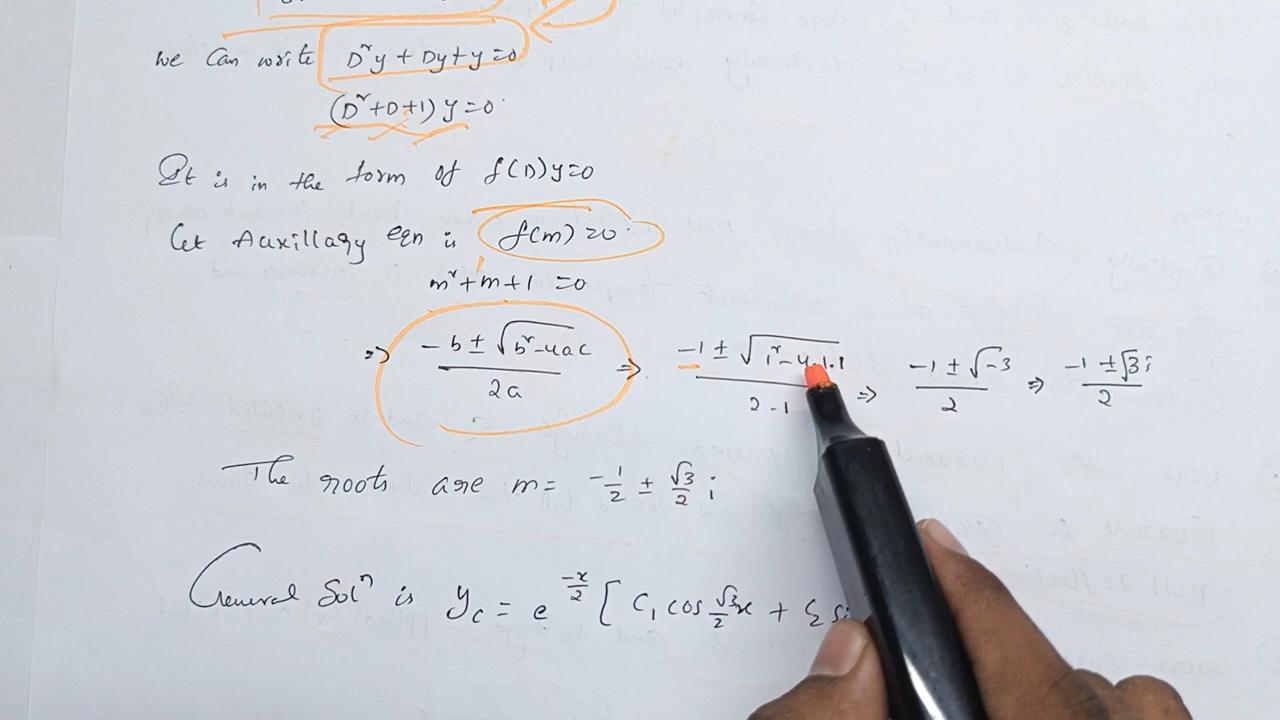 we can write D²y + Dy + y = 0
(D²+D+1) y = 0
It is in the form of f(D)y=0
Let Auxillary eqn is f(m) = 0
m²+m+1 = 0
⇒ -b ± √b²-4ac / 2a ⇒ -1 ± √1²-4.1.1 / 2.1 ⇒ -1 ± √-3 / 2 ⇒ -1 ± √3 i / 2
The roots are m = -1/2 ± √3/2 i
General Solⁿ is y_c = e^(-x/2) [ C₁ cos √3/2 x + C₂